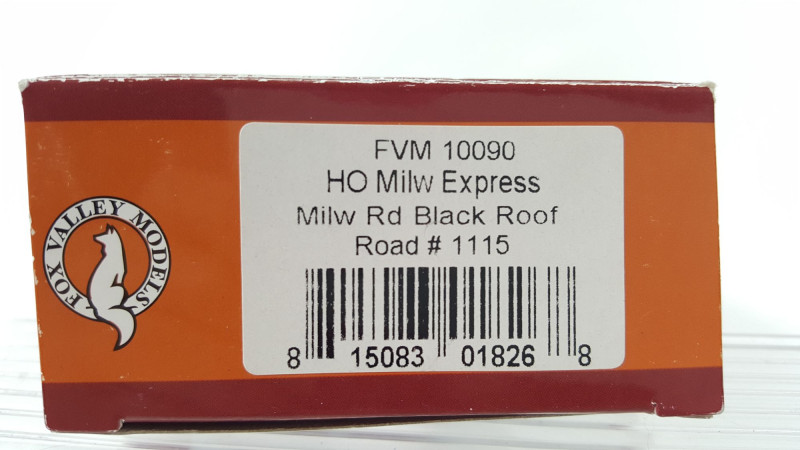 FOX VALLEY MODELS
FVM 10090
HO Milw Express
Milw Rd Black Roof
Road # 1115
8 15083 01826 8